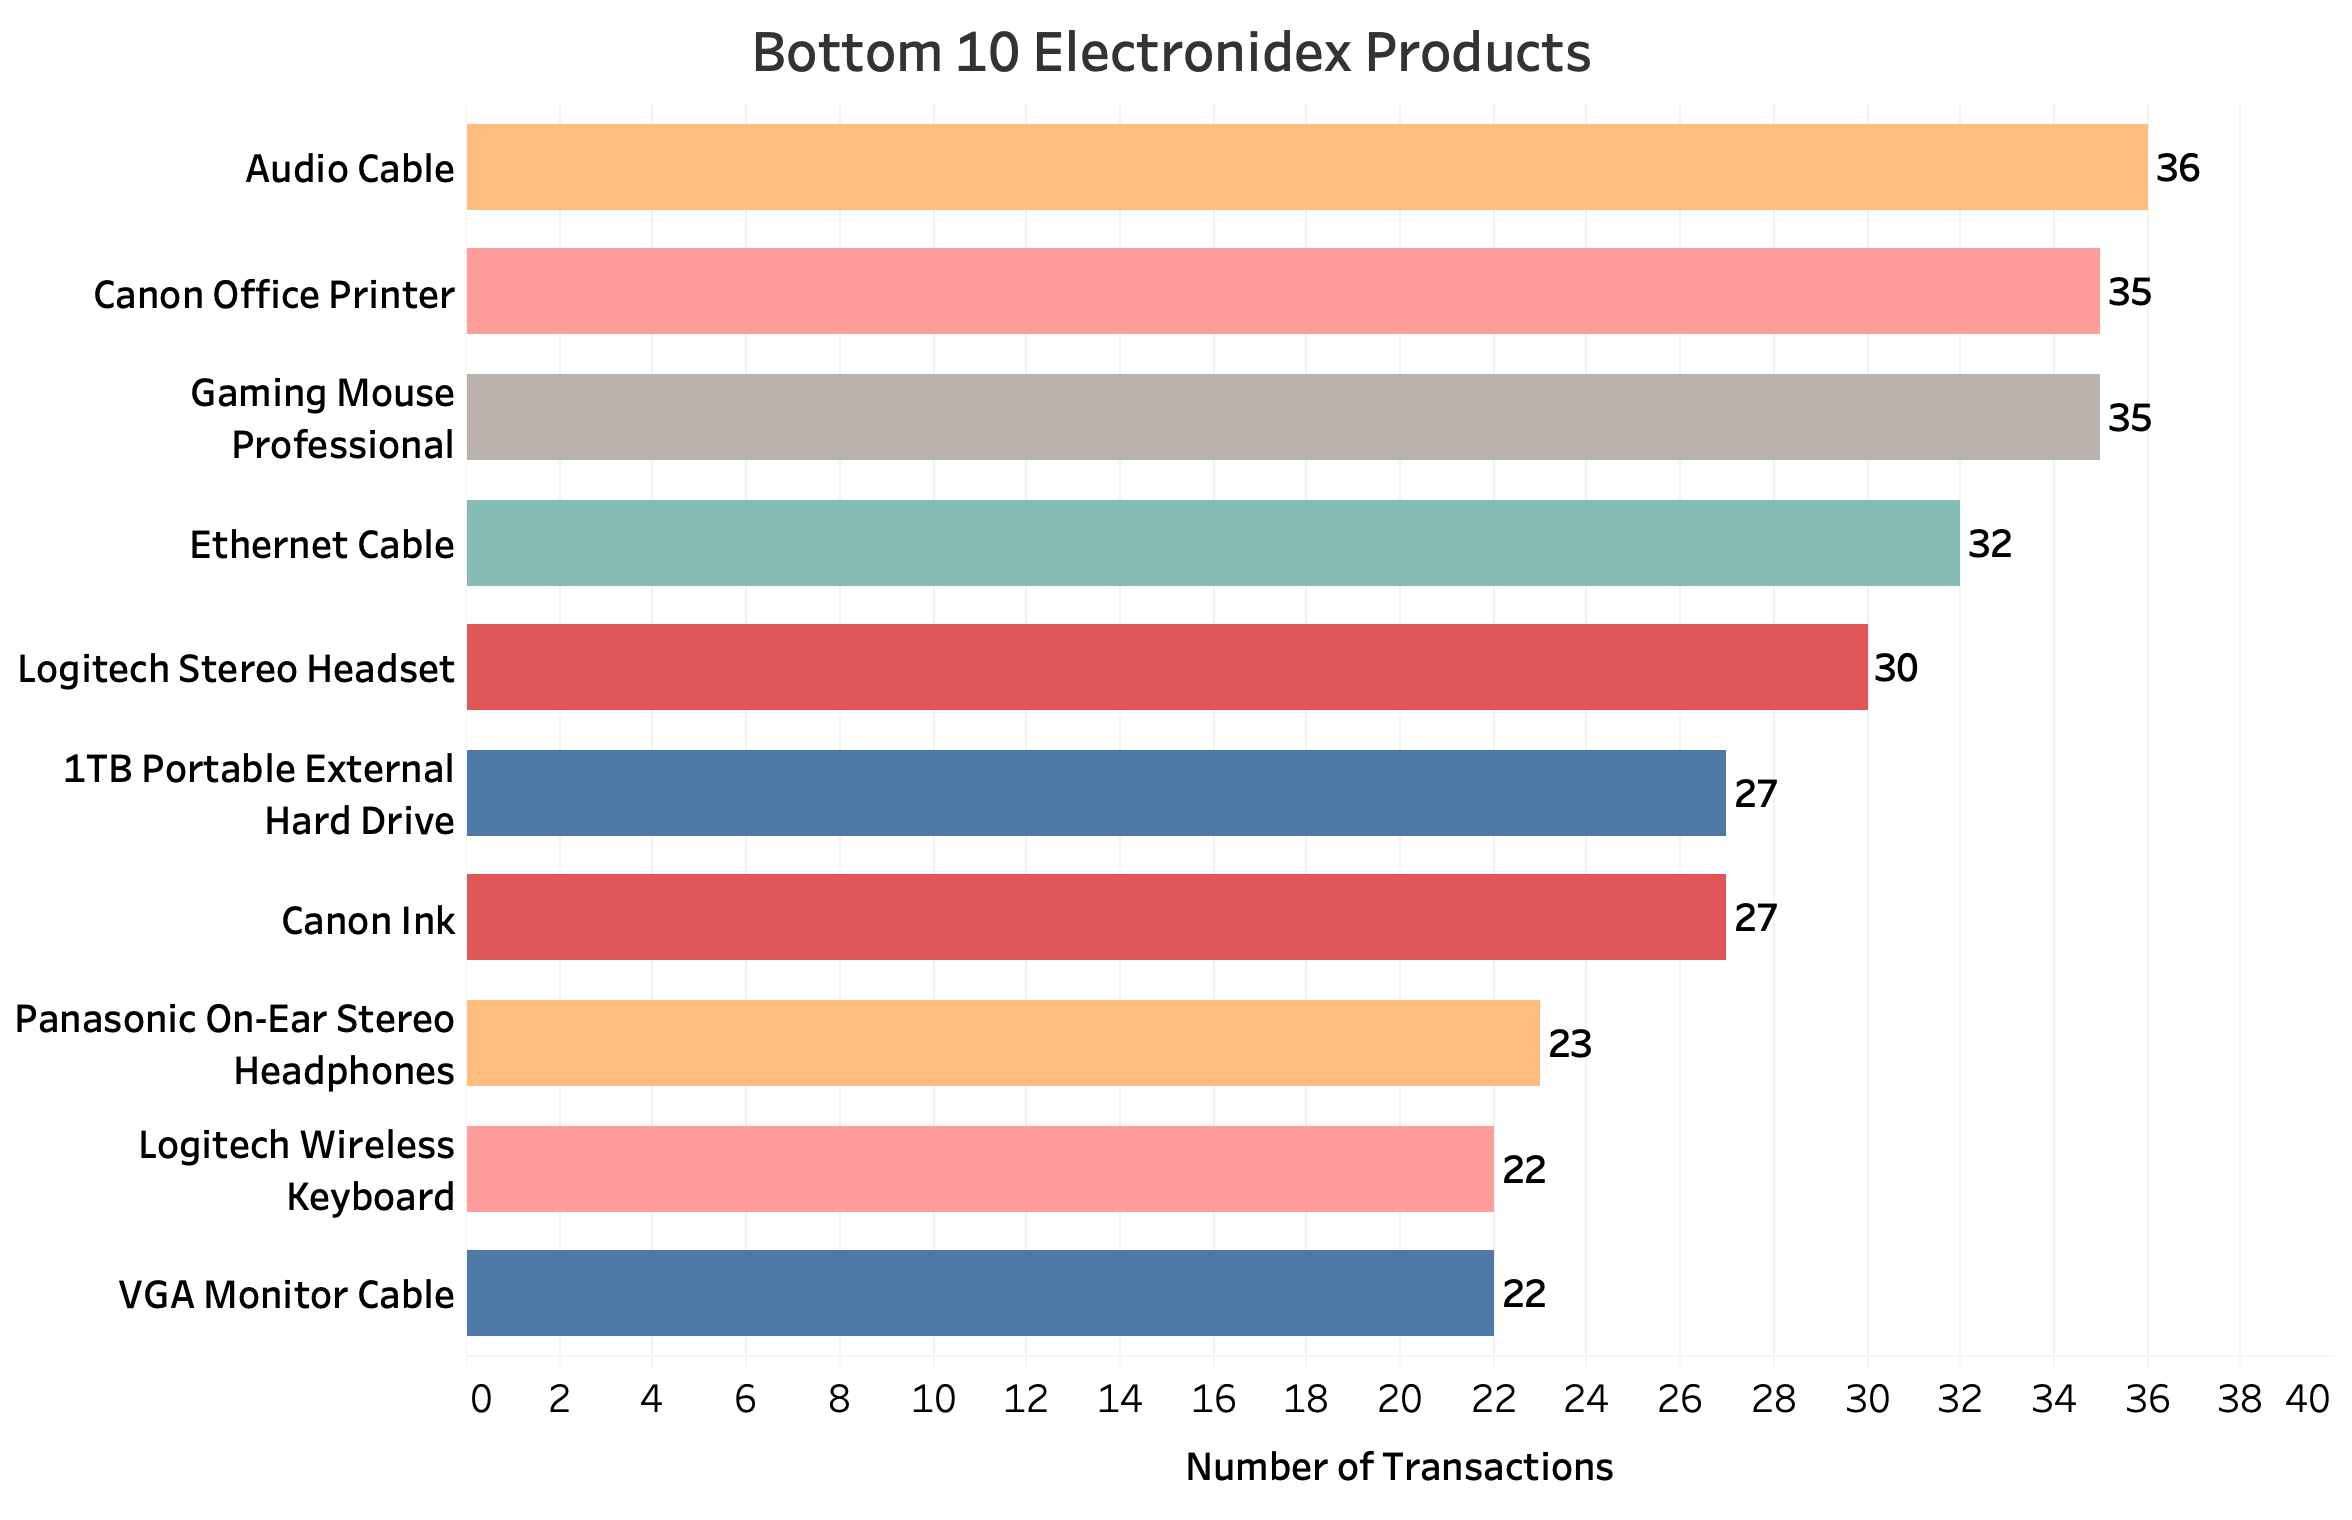 Bottom 10 Electronidex Products
Audio Cable
36
Canon Office Printer
35
Gaming Mouse
Professional
35
Ethernet Cable
32
Logitech Stereo Headset
30
1TB Portable External
Hard Drive
27
Canon Ink
27
Panasonic On-Ear Stereo
Headphones
23
Logitech Wireless
Keyboard
22
VGA Monitor Cable
22
0 2 4 6 8 10 12 14 16 18 20 22 24 26 28 30 32 34 36 38 40
Number of Transactions